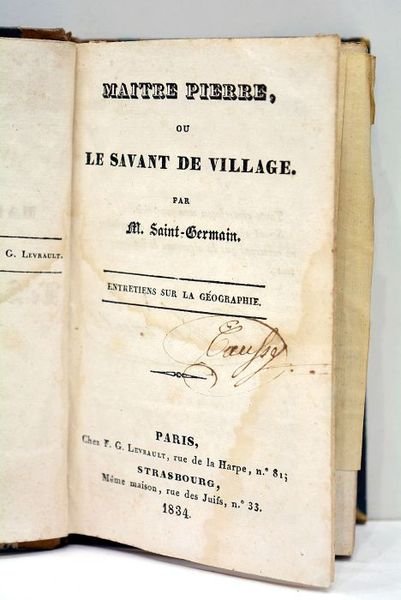 G. Levrault.
MAITRE PIERRE,
OU
LE SAVANT DE VILLAGE.
PAR
M. Saint-Germain.
ENTRETIENS SUR LA GÉOGRAPHIE.
PARIS,
Chez F. G. Levrault, rue de la Harpe, n.° 81;
STRASBOURG,
Même maison, rue des Juifs, n.° 33.
1834.